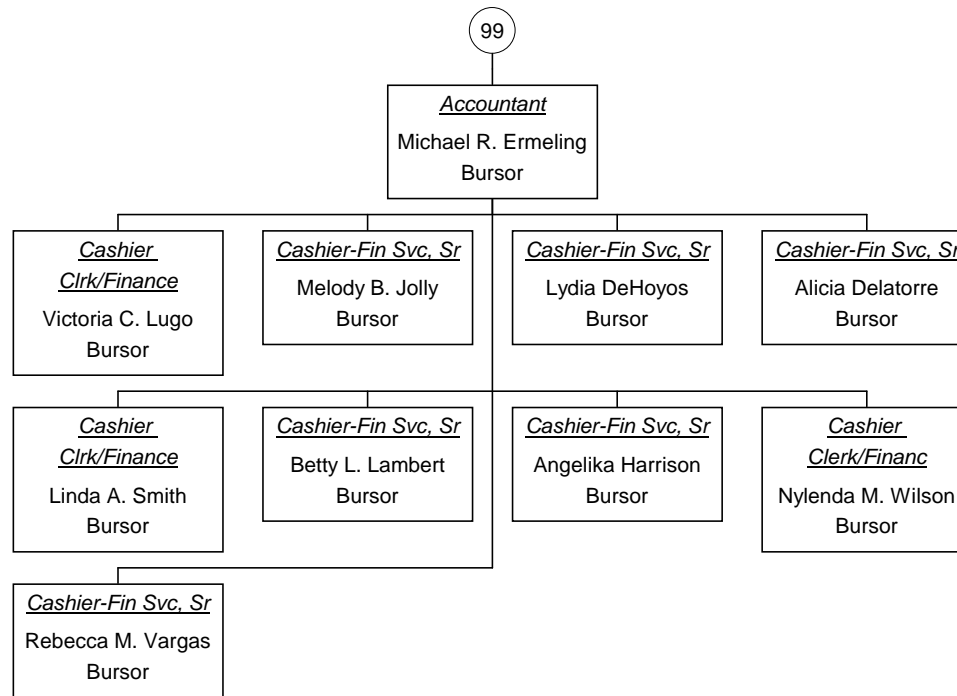 99
Accountant
Michael R. Ermeling
Bursor
Cashier
Clrk/Finance
Victoria C. Lugo
Bursor
Cashier-Fin Svc, Sr
Melody B. Jolly
Bursor
Cashier-Fin Svc, Sr
Lydia DeHoyos
Bursor
Cashier-Fin Svc, Sr
Alicia Delatorre
Bursor
Cashier
Clrk/Finance
Linda A. Smith
Bursor
Cashier-Fin Svc, Sr
Betty L. Lambert
Bursor
Cashier-Fin Svc, Sr
Angelika Harrison
Bursor
Cashier
Clerk/Financ
Nylenda M. Wilson
Bursor
Cashier-Fin Svc, Sr
Rebecca M. Vargas
Bursor